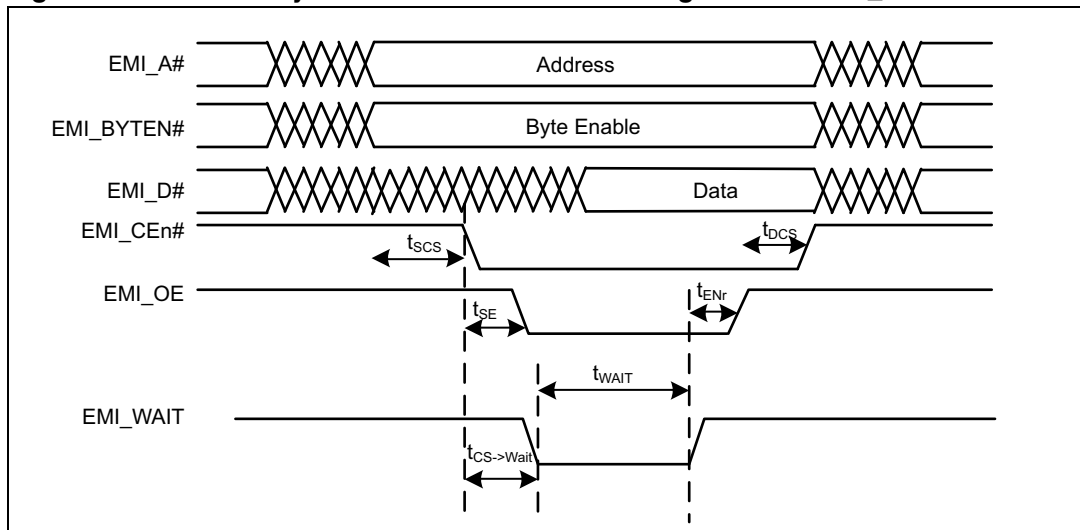 EMI_A#
Address
EMI_BYTEN#
Byte Enable
EMI_D#
Data
EMI_CEn#
tSCS
tDCS
EMI_OE
tSE
tENr
EMI_WAIT
tWAIT
tCS->Wait